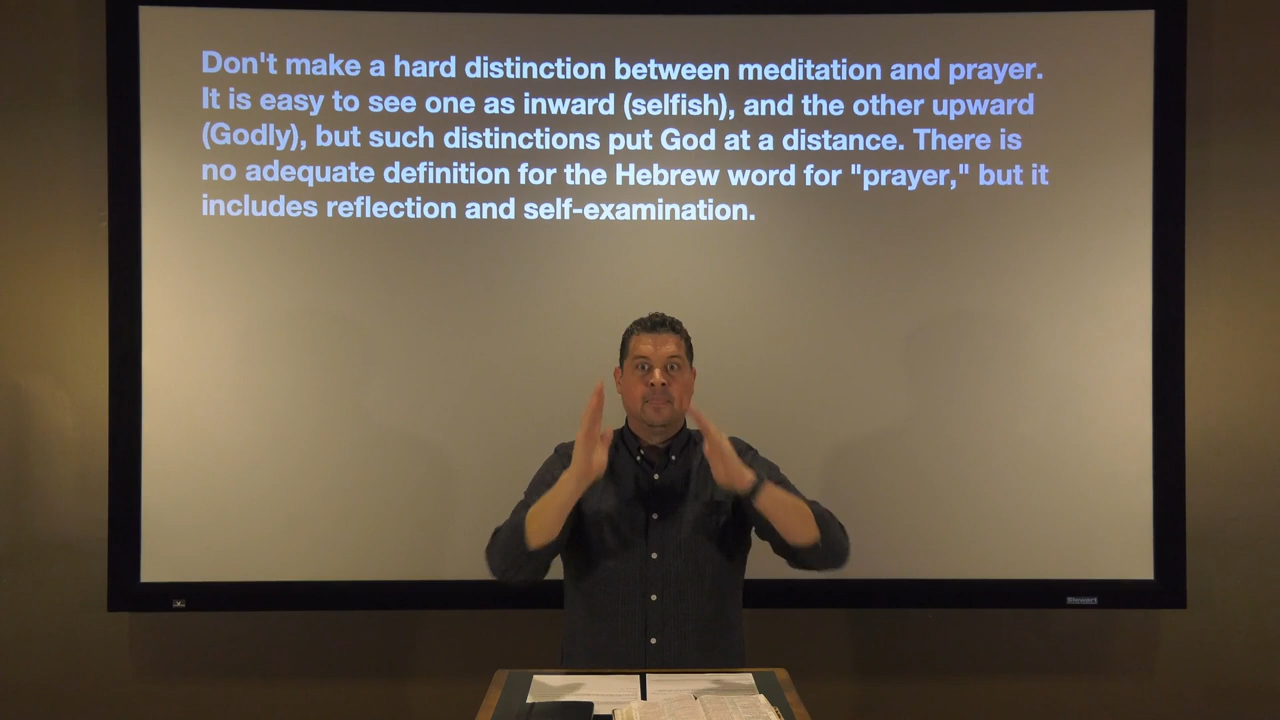 Don't make a hard distinction between meditation and prayer.
It is easy to see one as inward (selfish), and the other upward
(Godly), but such distinctions put God at a distance. There is
no adequate definition for the Hebrew word for "prayer," but it
includes reflection and self-examination.
Stewart